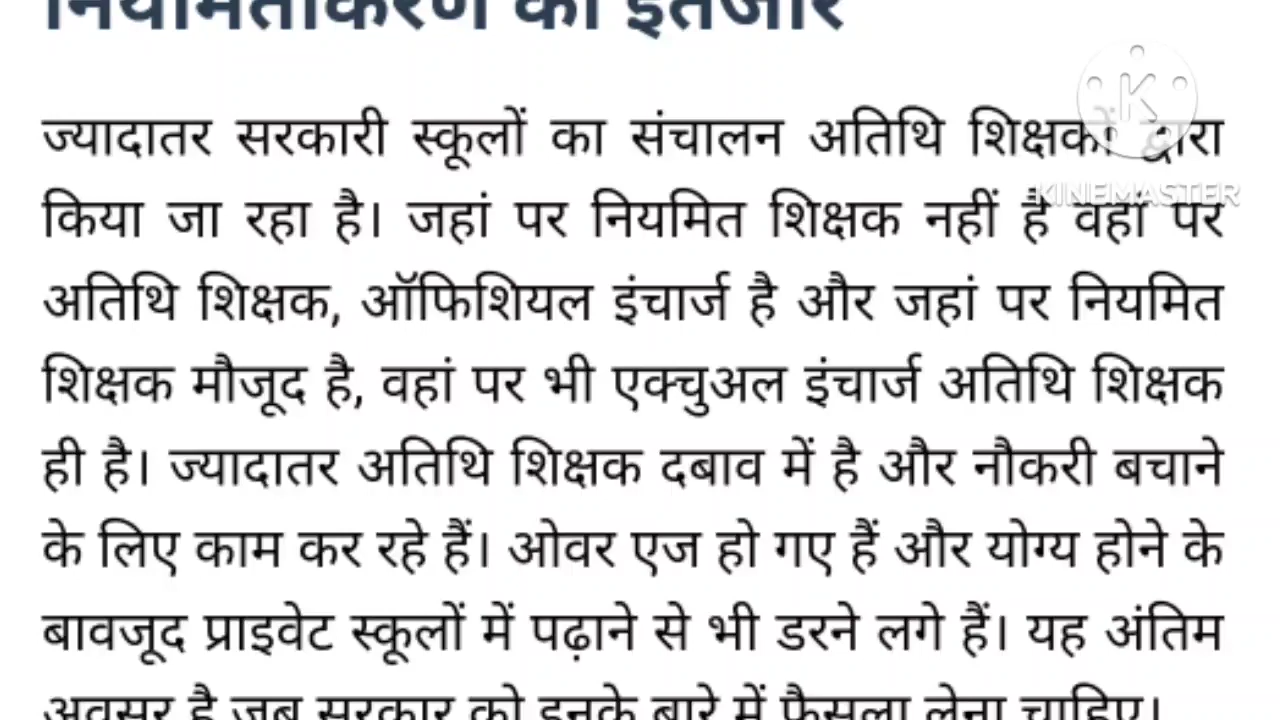 नियमितीकरण का इंतजार
ज्यादातर सरकारी स्कूलों का संचालन अतिथि शिक्षकों द्वारा
किया जा रहा है। जहां पर नियमित शिक्षक नहीं है वहां पर
अतिथि शिक्षक, ऑफिशियल इंचार्ज है और जहां पर नियमित
शिक्षक मौजूद है, वहां पर भी एक्चुअल इंचार्ज अतिथि शिक्षक
ही है। ज्यादातर अतिथि शिक्षक दबाव में है और नौकरी बचाने
के लिए काम कर रहे हैं। ओवर एज हो गए हैं और योग्य होने के
बावजूद प्राइवेट स्कूलों में पढ़ाने से भी डरने लगे हैं। यह अंतिम
अवसर है जब सरकार को इनके बारे में फैसला लेना चाहिए।
K
KINEMASTER